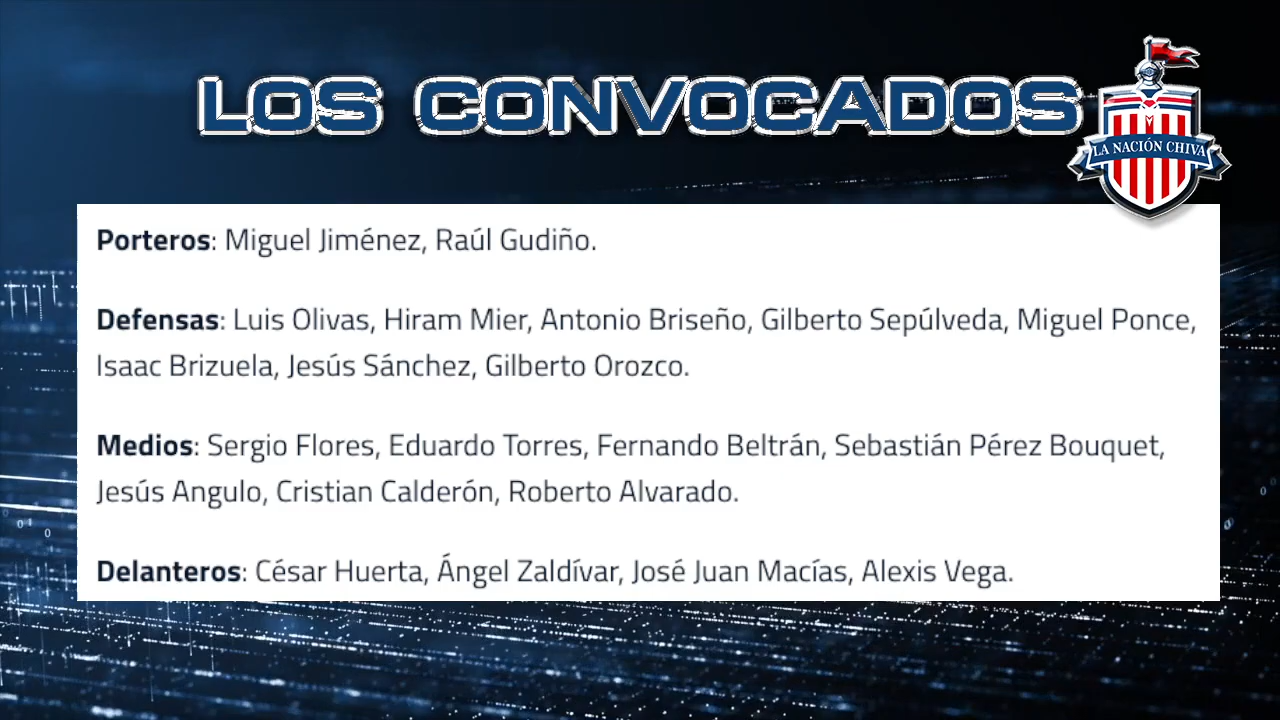 LOS CONVOCADOS
LA NACIÓN CHIVA
Porteros: Miguel Jiménez, Raúl Gudiño.
Defensas: Luis Olivas, Hiram Mier, Antonio Briseño, Gilberto Sepúlveda, Miguel Ponce,
Isaac Brizuela, Jesús Sánchez, Gilberto Orozco.
Medios: Sergio Flores, Eduardo Torres, Fernando Beltrán, Sebastián Pérez Bouquet,
Jesús Angulo, Cristian Calderón, Roberto Alvarado.
Delanteros: César Huerta, Ángel Zaldívar, José Juan Macías, Alexis Vega.